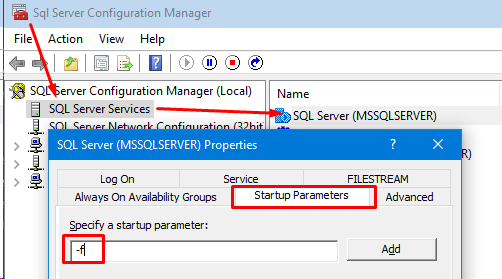 Sql Server Configuration Manager
File Action View Help
SQL Server Configuration Manager (Local)
SQL Server Services
SQL Server Network Configuration (32bit)
Name
SQL Server (MSSQLSERVER)
SQL Server (MSSQLSERVER) Properties
Log On Service FILESTREAM
Always On Availability Groups Startup Parameters Advanced
Specify a startup parameter:
-f
Add